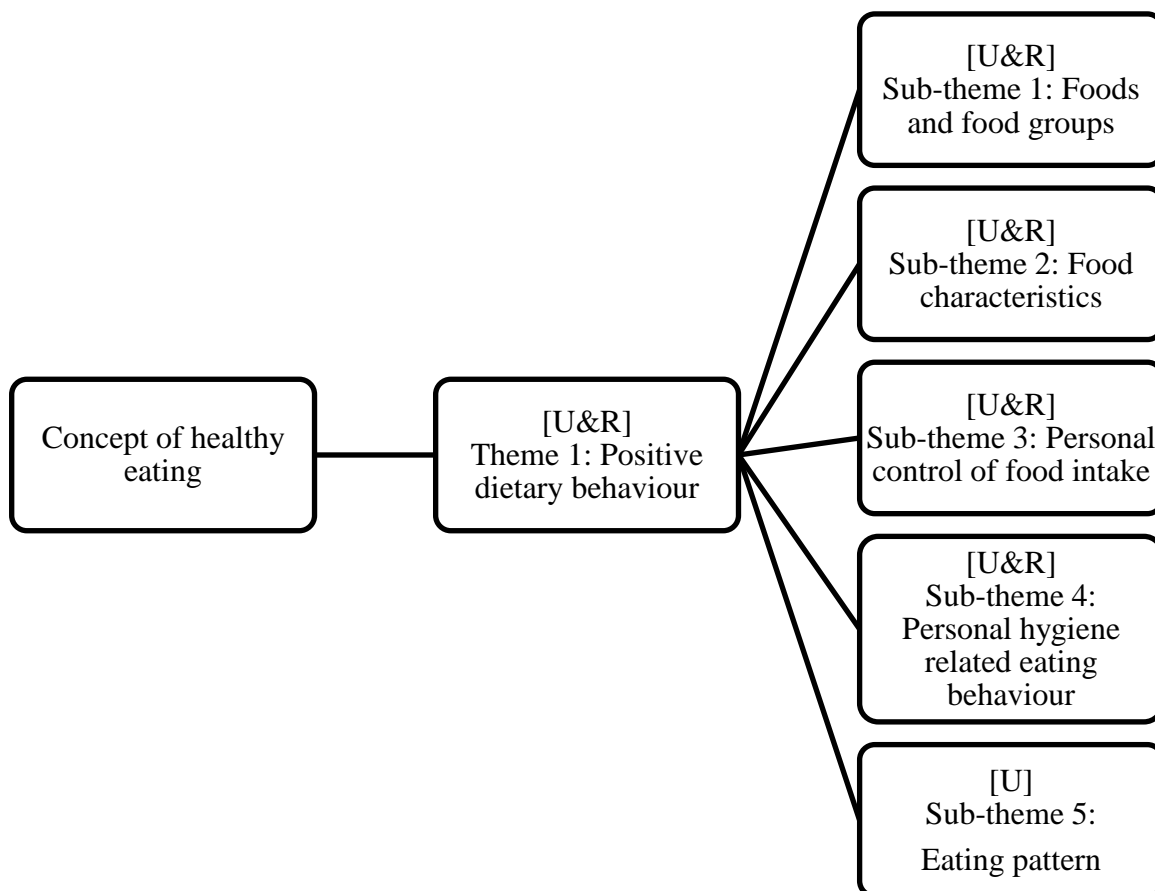 Concept of healthy
eating
[U&R]
Theme 1: Positive
dietary behaviour
[U&R]
Sub-theme 1: Foods
and food groups
[U&R]
Sub-theme 2: Food
characteristics
[U&R]
Sub-theme 3: Personal
control of food intake
[U&R]
Sub-theme 4:
Personal hygiene
related eating
behaviour
[U]
Sub-theme 5:
Eating pattern